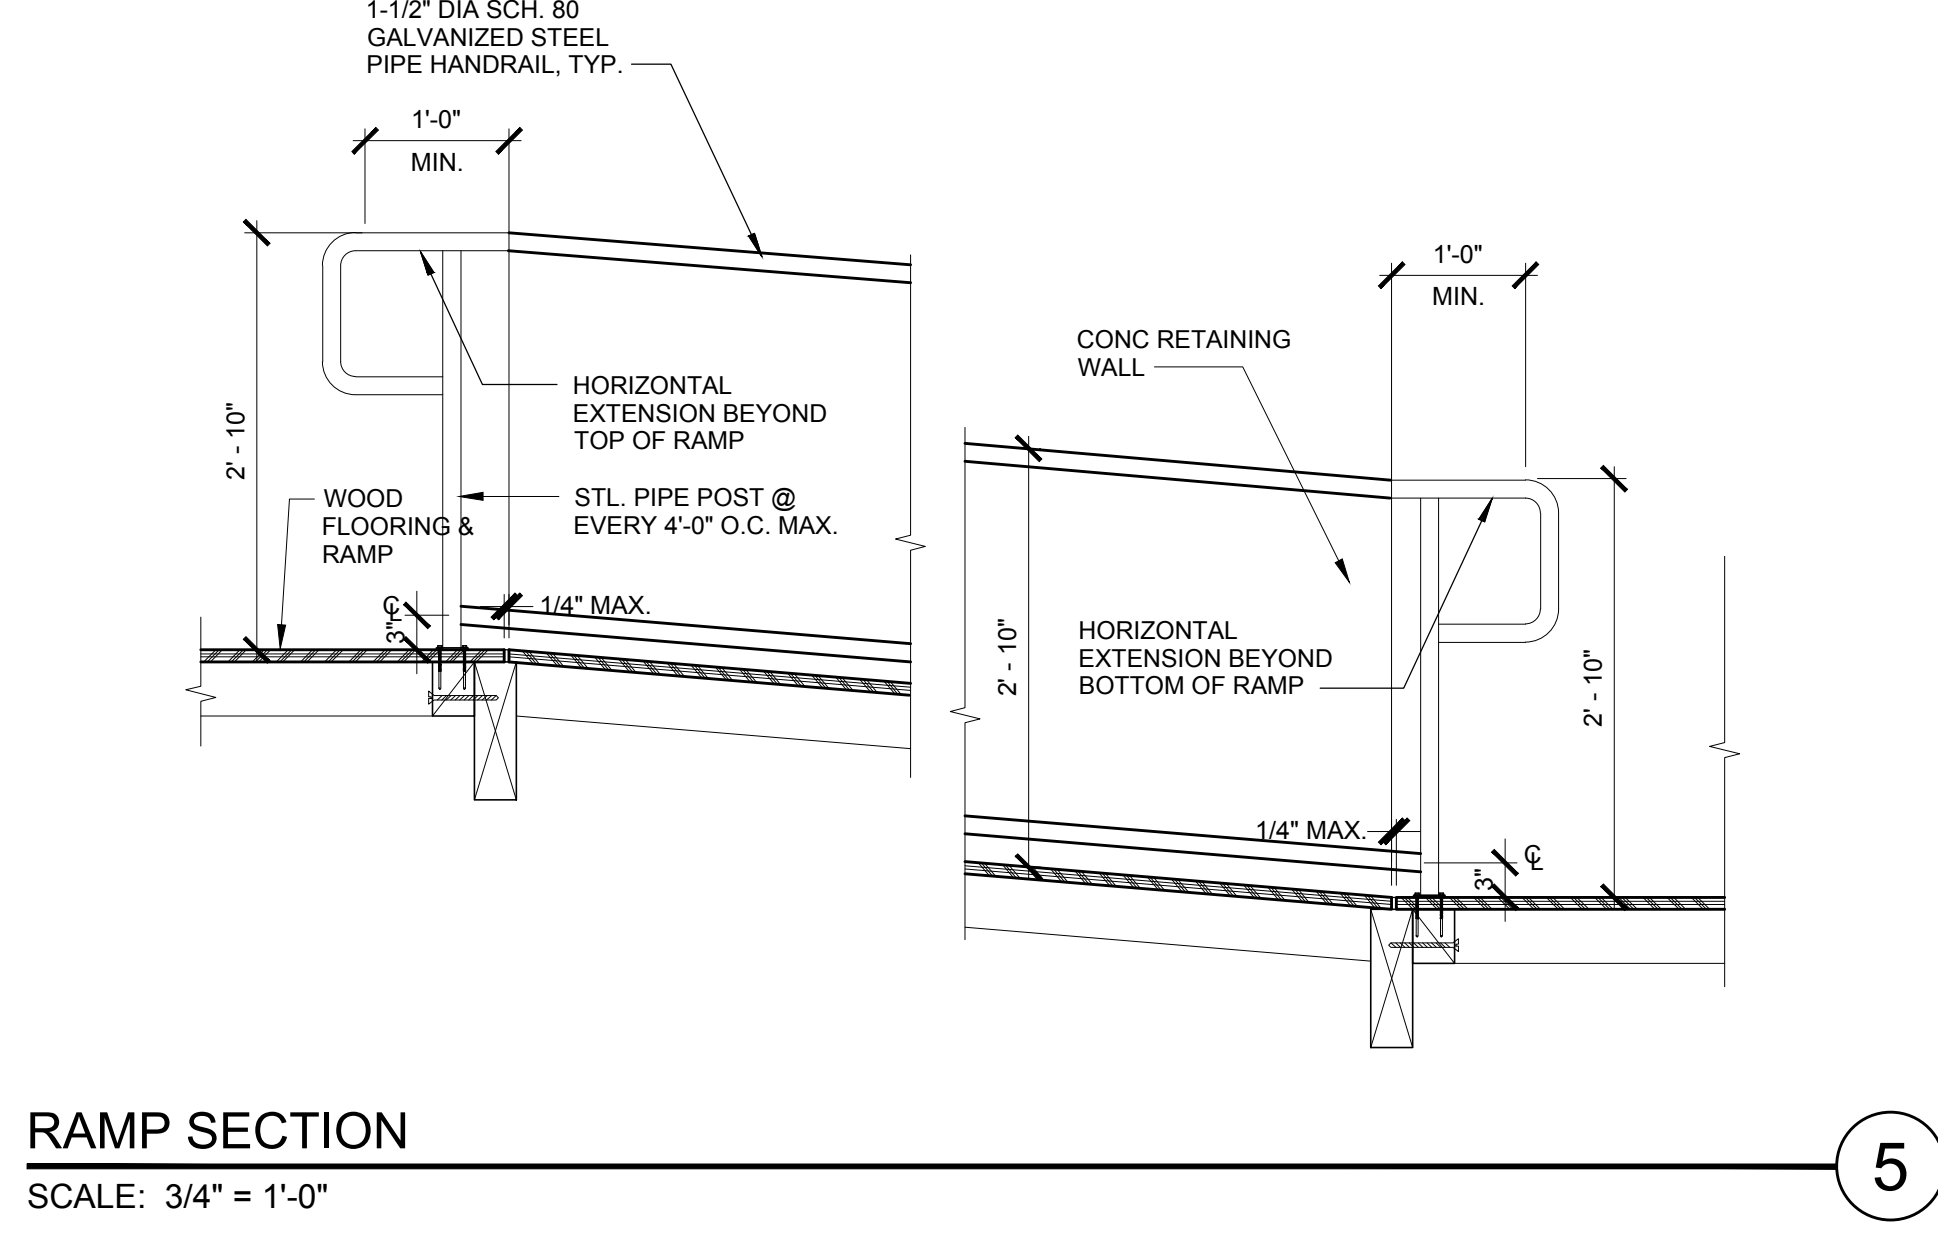 1-1/2" DIA SCH. 80
GALVANIZED STEEL
PIPE HANDRAIL, TYP.
1'-0"
MIN.
HORIZONTAL
EXTENSION BEYOND
TOP OF RAMP
2' - 10"
WOOD
FLOORING &
RAMP
STL. PIPE POST @
EVERY 4'-0" O.C. MAX.
℄
3"
1/4" MAX.
1'-0"
MIN.
CONC RETAINING
WALL
HORIZONTAL
EXTENSION BEYOND
BOTTOM OF RAMP
2' - 10"
2' - 10"
1/4" MAX.
℄
3"
RAMP SECTION
5
SCALE: 3/4" = 1'-0"